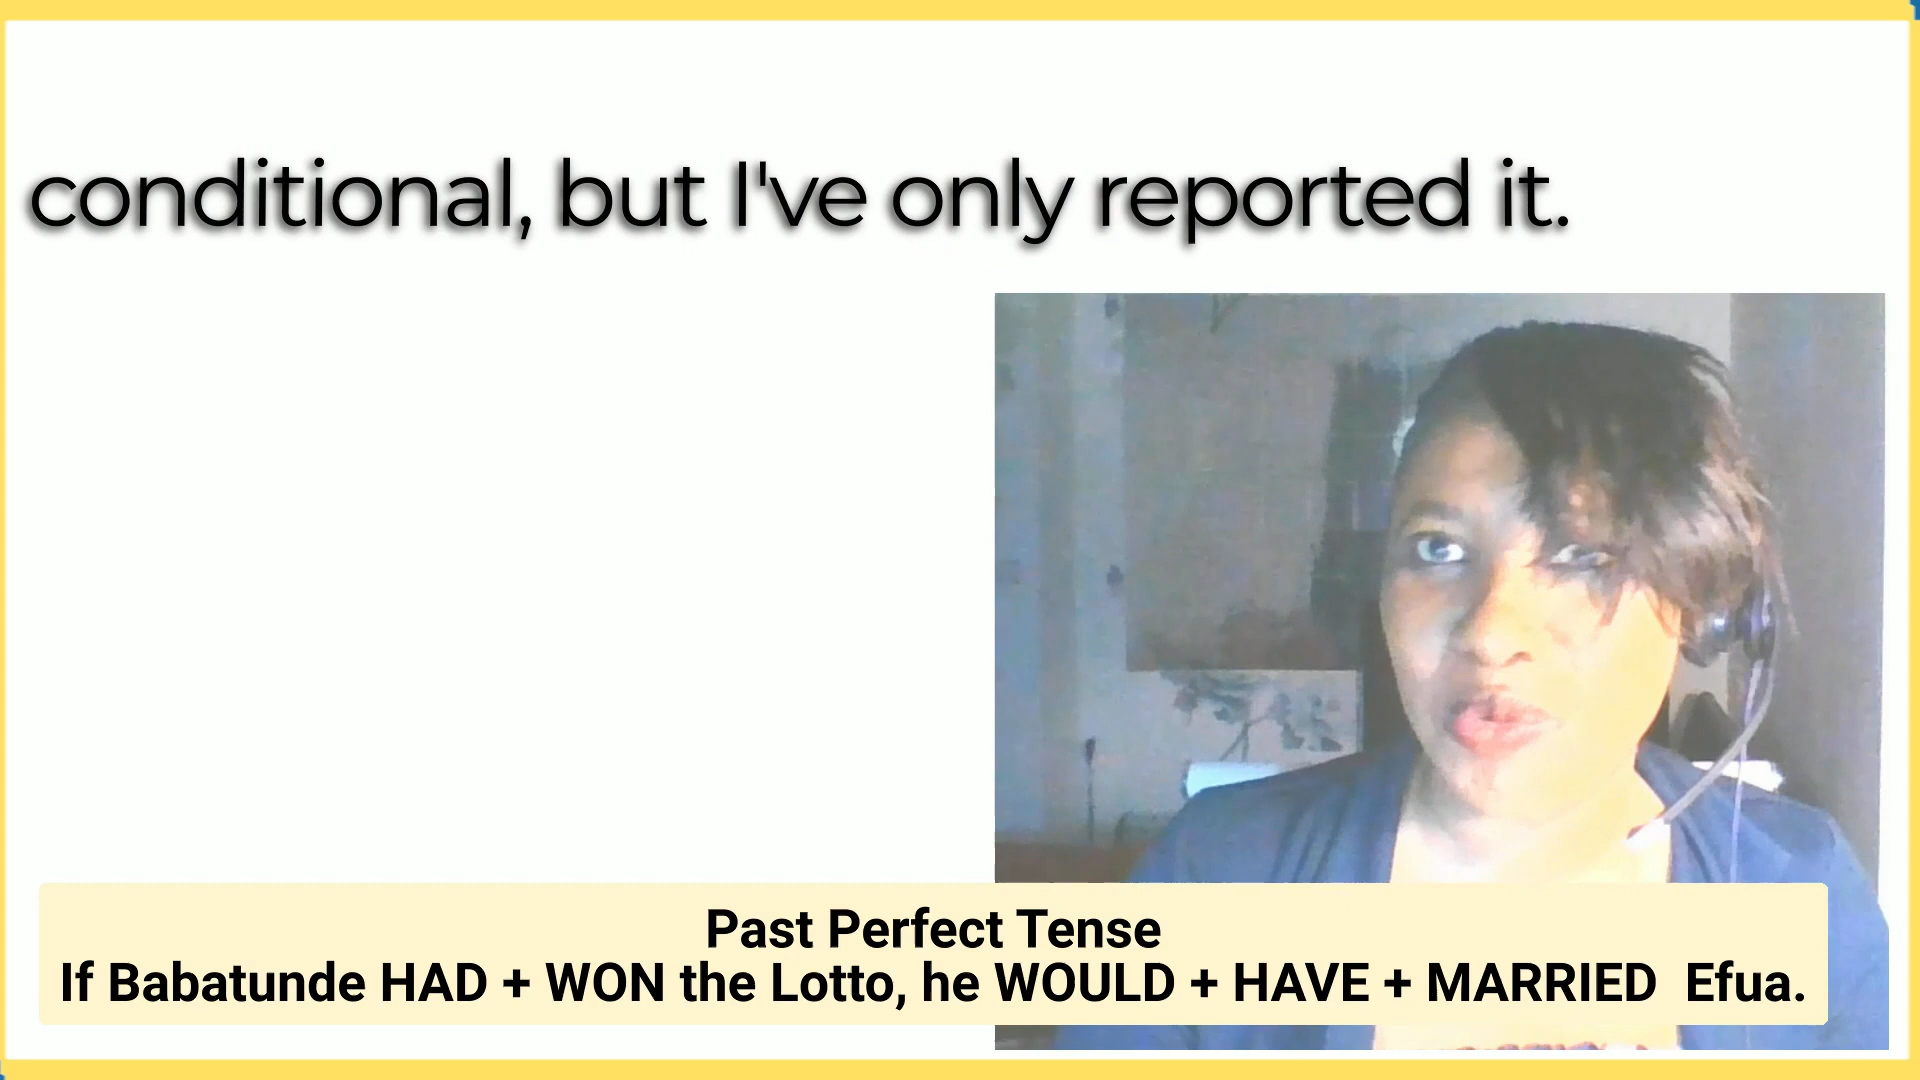 conditional, but I've only reported it.
Past Perfect Tense
If Babatunde HAD + WON the Lotto, he WOULD + HAVE + MARRIED Efua.